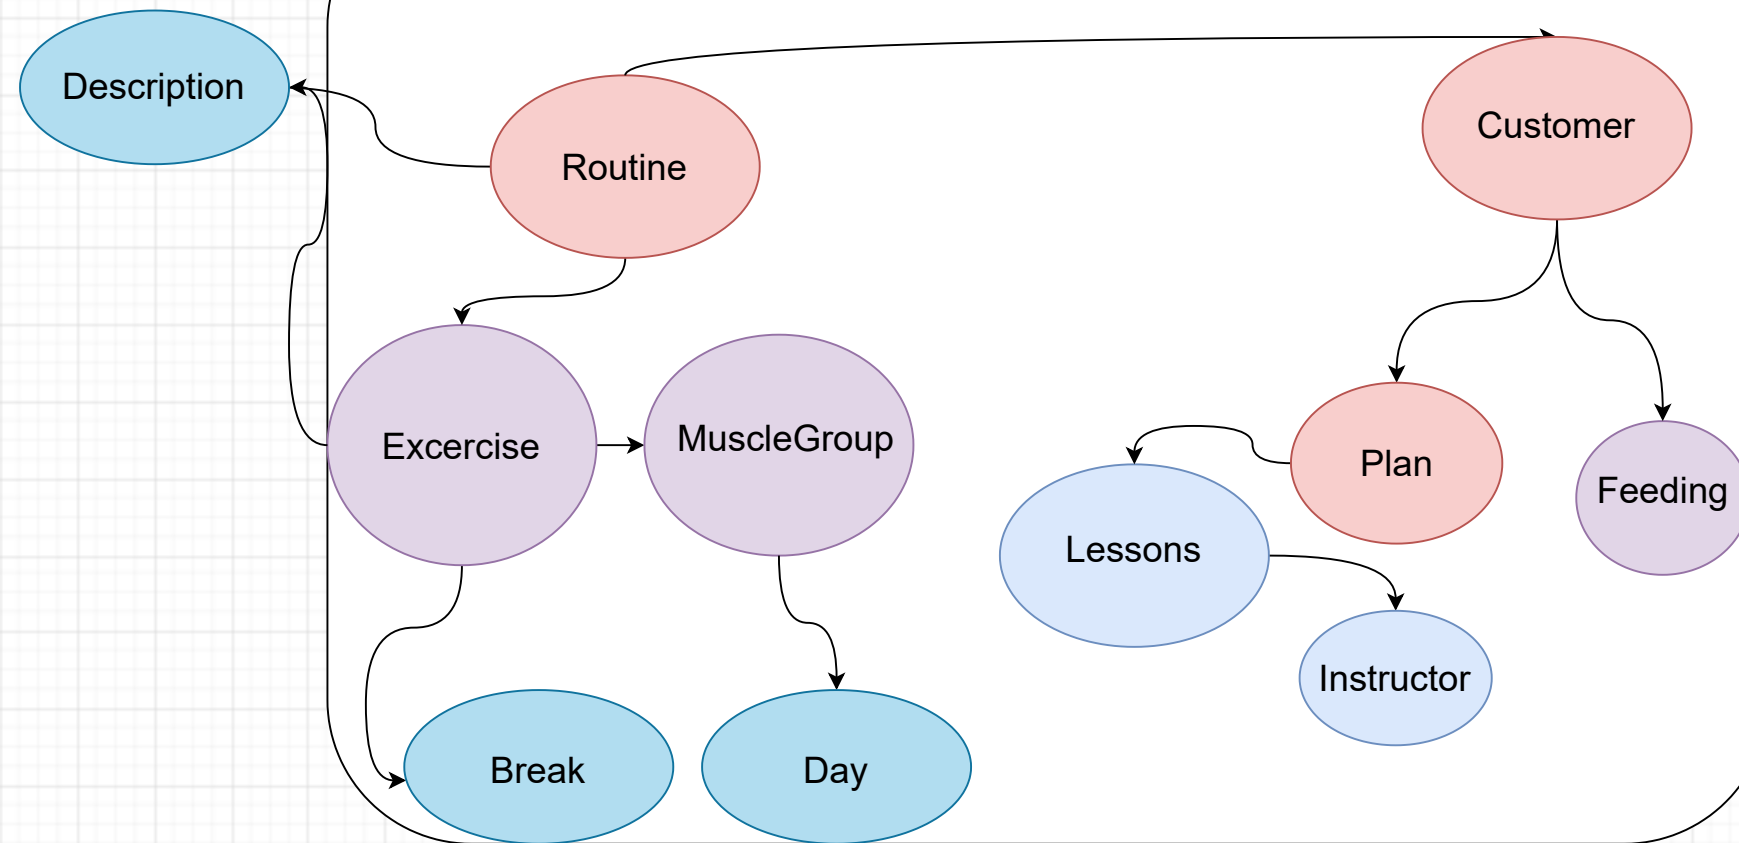 Description
Routine
Customer
Excercise
MuscleGroup
Plan
Feeding
Lessons
Instructor
Break
Day